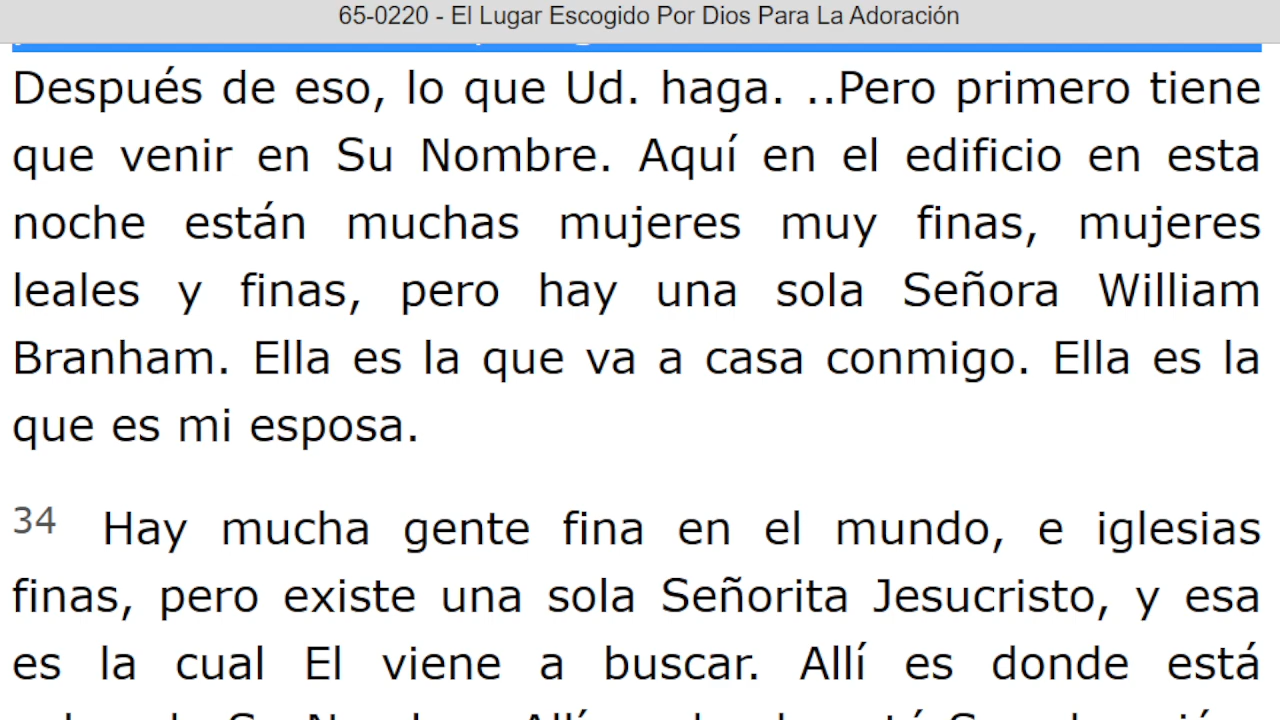 65-0220 - El Lugar Escogido Por Dios Para La Adoración
Después de eso, lo que Ud. haga. ..Pero primero tiene
que venir en Su Nombre. Aquí en el edificio en esta
noche están muchas mujeres muy finas, mujeres
leales y finas, pero hay una sola Señora William
Branham. Ella es la que va a casa conmigo. Ella es la
que es mi esposa.
34 Hay mucha gente fina en el mundo, e iglesias
finas, pero existe una sola Señorita Jesucristo, y esa
es la cual El viene a buscar. Allí es donde está